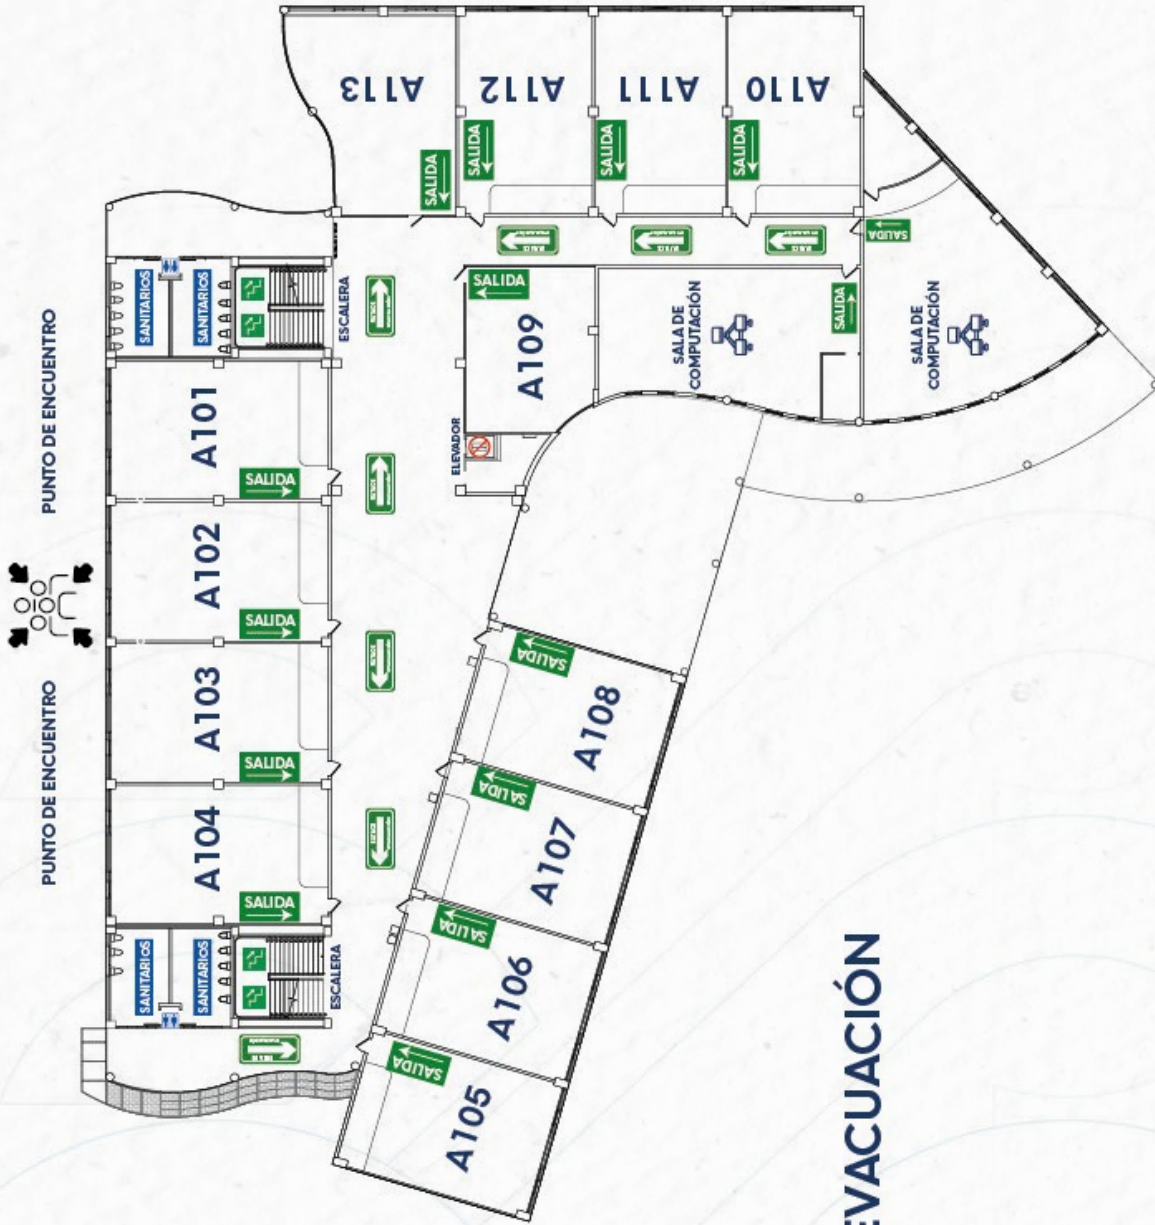 PUNTO DE ENCUENTRO
PUNTO DE ENCUENTRO
SANITARIOS
SANITARIOS
ESCALERA
A101
SALIDA
A102
SALIDA
A103
SALIDA
A104
SALIDA
SANITARIOS
SANITARIOS
ESCALERA
A113
SALIDA
A112
SALIDA
A111
SALIDA
A110
SALIDA
SALIDA
A109
ELEVADOR
SALA DE
COMPUTACIÓN
SALIDA
SALIDA
SALA DE
COMPUTACIÓN
SALIDA
A108
SALIDA
A107
SALIDA
A106
SALIDA
A105
EVACUACIÓN